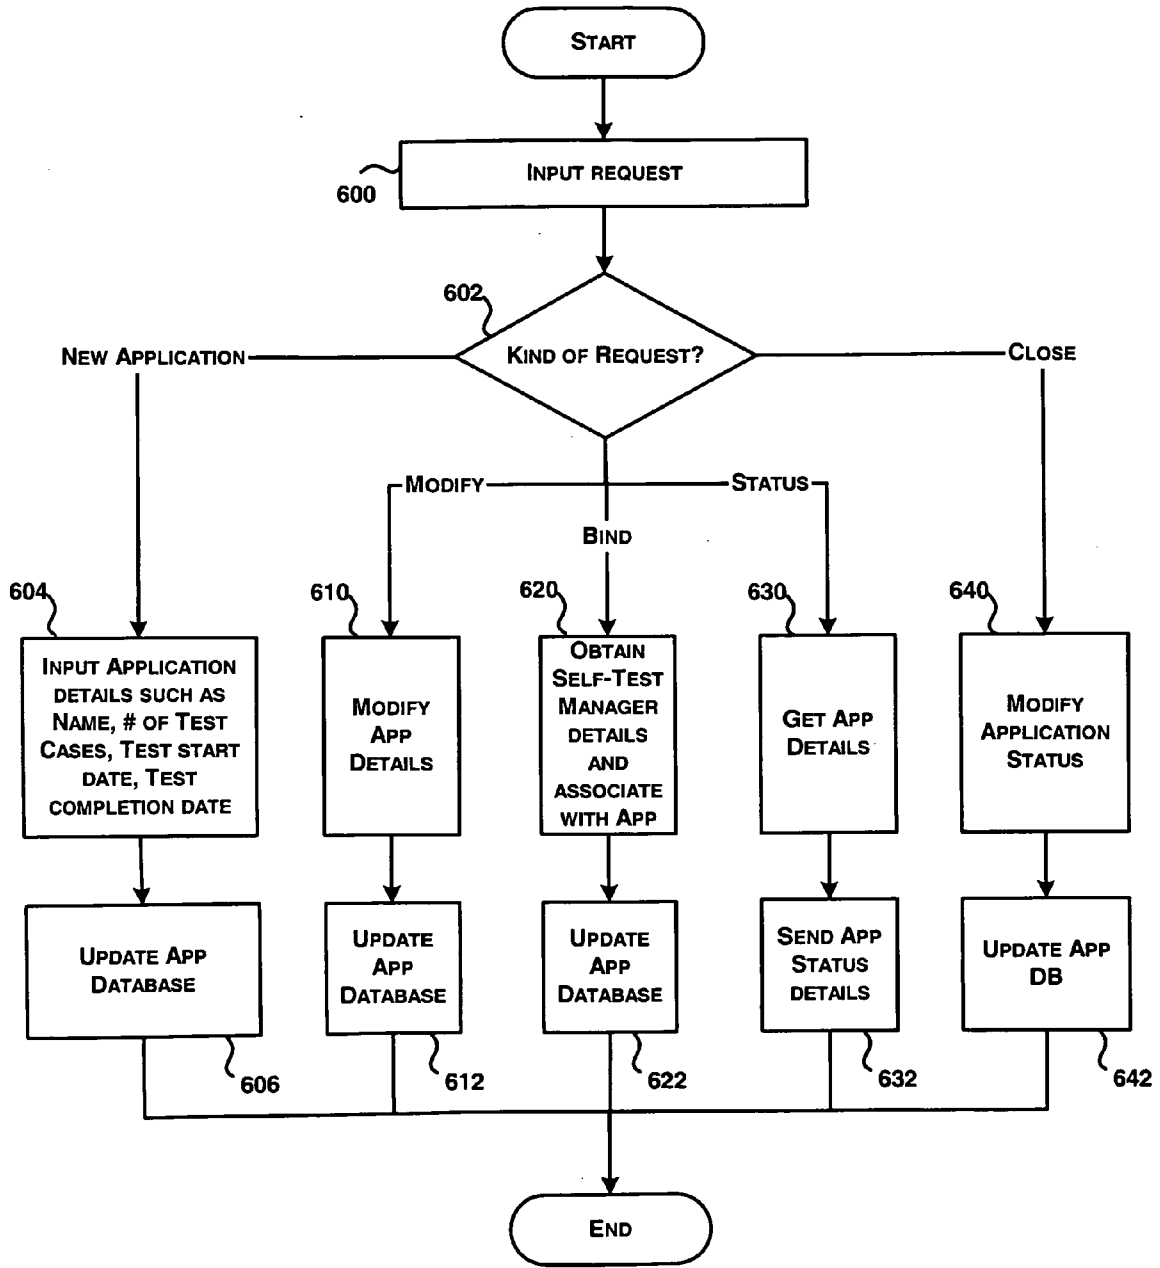 START
INPUT REQUEST
600
602
KIND OF REQUEST?
NEW APPLICATION
CLOSE
MODIFY
STATUS
BIND
604
610
620
630
640
INPUT APPLICATION
DETAILS SUCH AS
NAME, # OF TEST
CASES, TEST START
DATE, TEST
COMPLETION DATE
MODIFY
APP
DETAILS
OBTAIN
SELF-TEST
MANAGER
DETAILS
AND
ASSOCIATE
WITH APP
GET APP
DETAILS
MODIFY
APPLICATION
STATUS
UPDATE APP
DATABASE
UPDATE
APP
DATABASE
UPDATE
APP
DATABASE
SEND APP
STATUS
DETAILS
UPDATE APP
DB
606
612
622
632
642
END